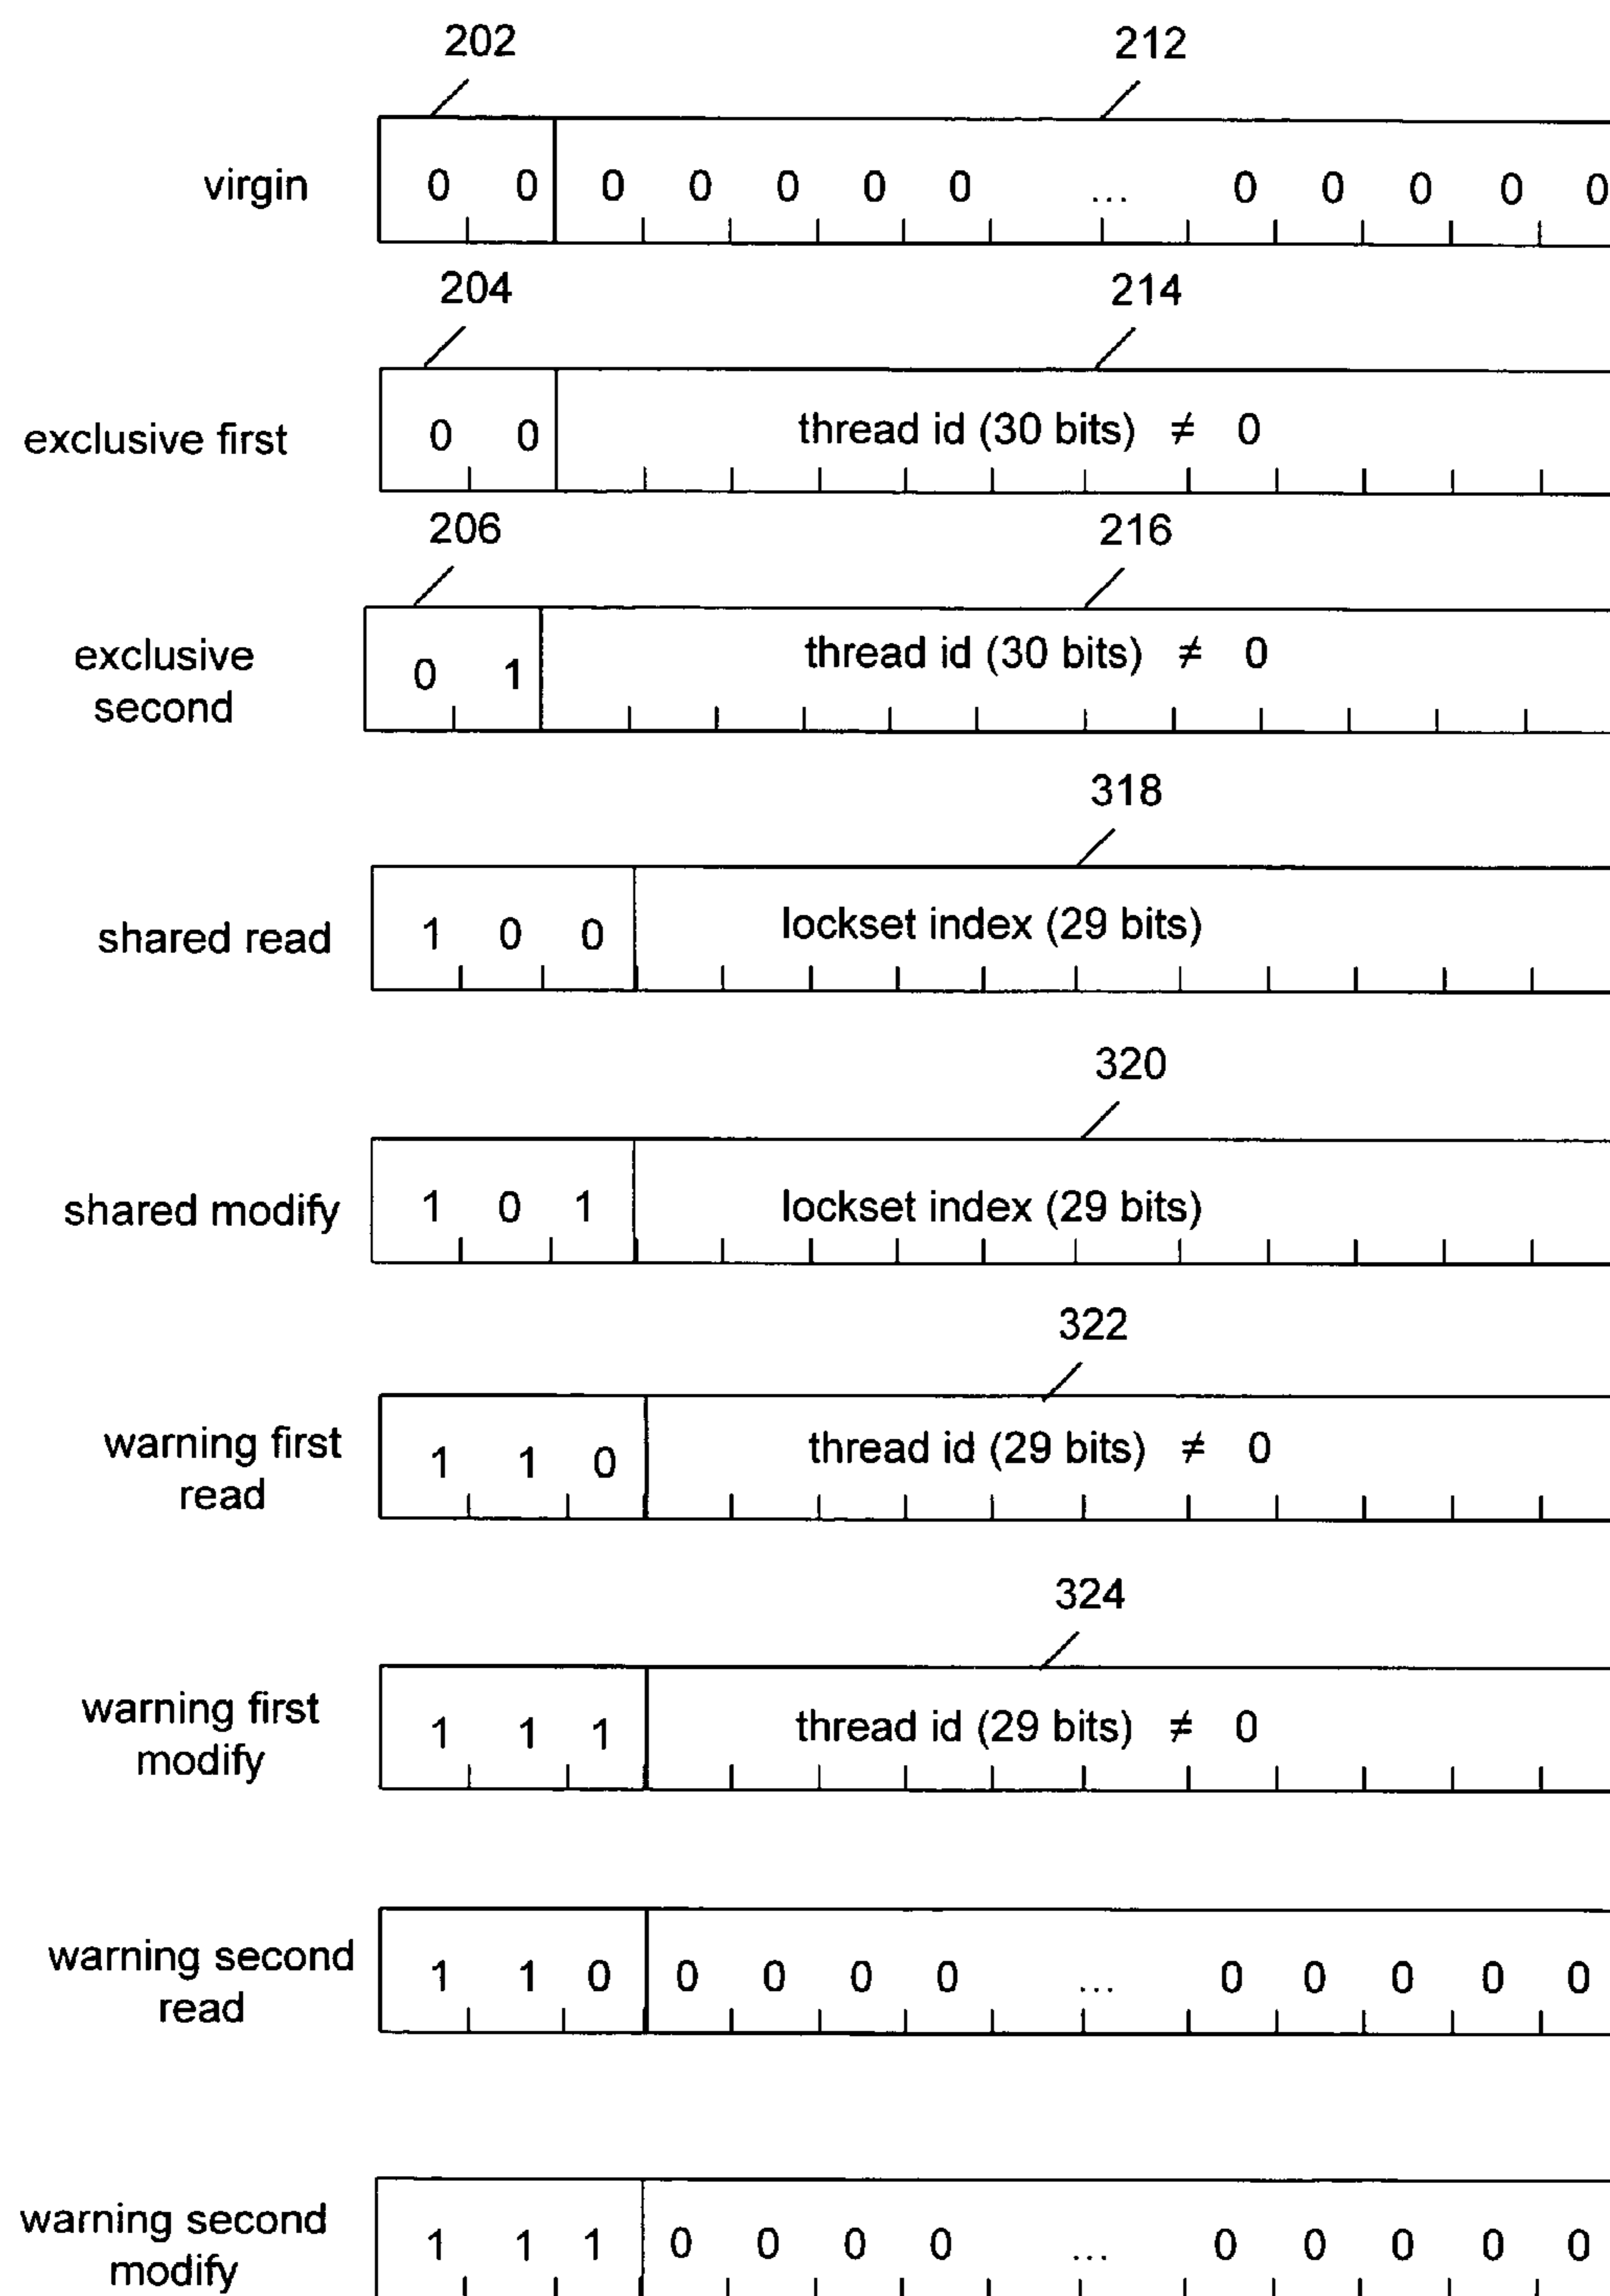 202 212
virgin 0 0 0 0 0 0 0 ... 0 0 0 0 0
204 214
exclusive first 0 0 thread id (30 bits) ≠ 0
206 216
exclusive
second
0 1 thread id (30 bits) ≠ 0
318
shared read 1 0 0 lockset index (29 bits)
320
shared modify 1 0 1 lockset index (29 bits)
322
warning first
read
1 1 0 thread id (29 bits) ≠ 0
324
warning first
modify
1 1 1 thread id (29 bits) ≠ 0
warning second
read
1 1 0 0 0 0 0 ... 0 0 0 0 0
warning second
modify
1 1 1 0 0 0 0 ... 0 0 0 0 0